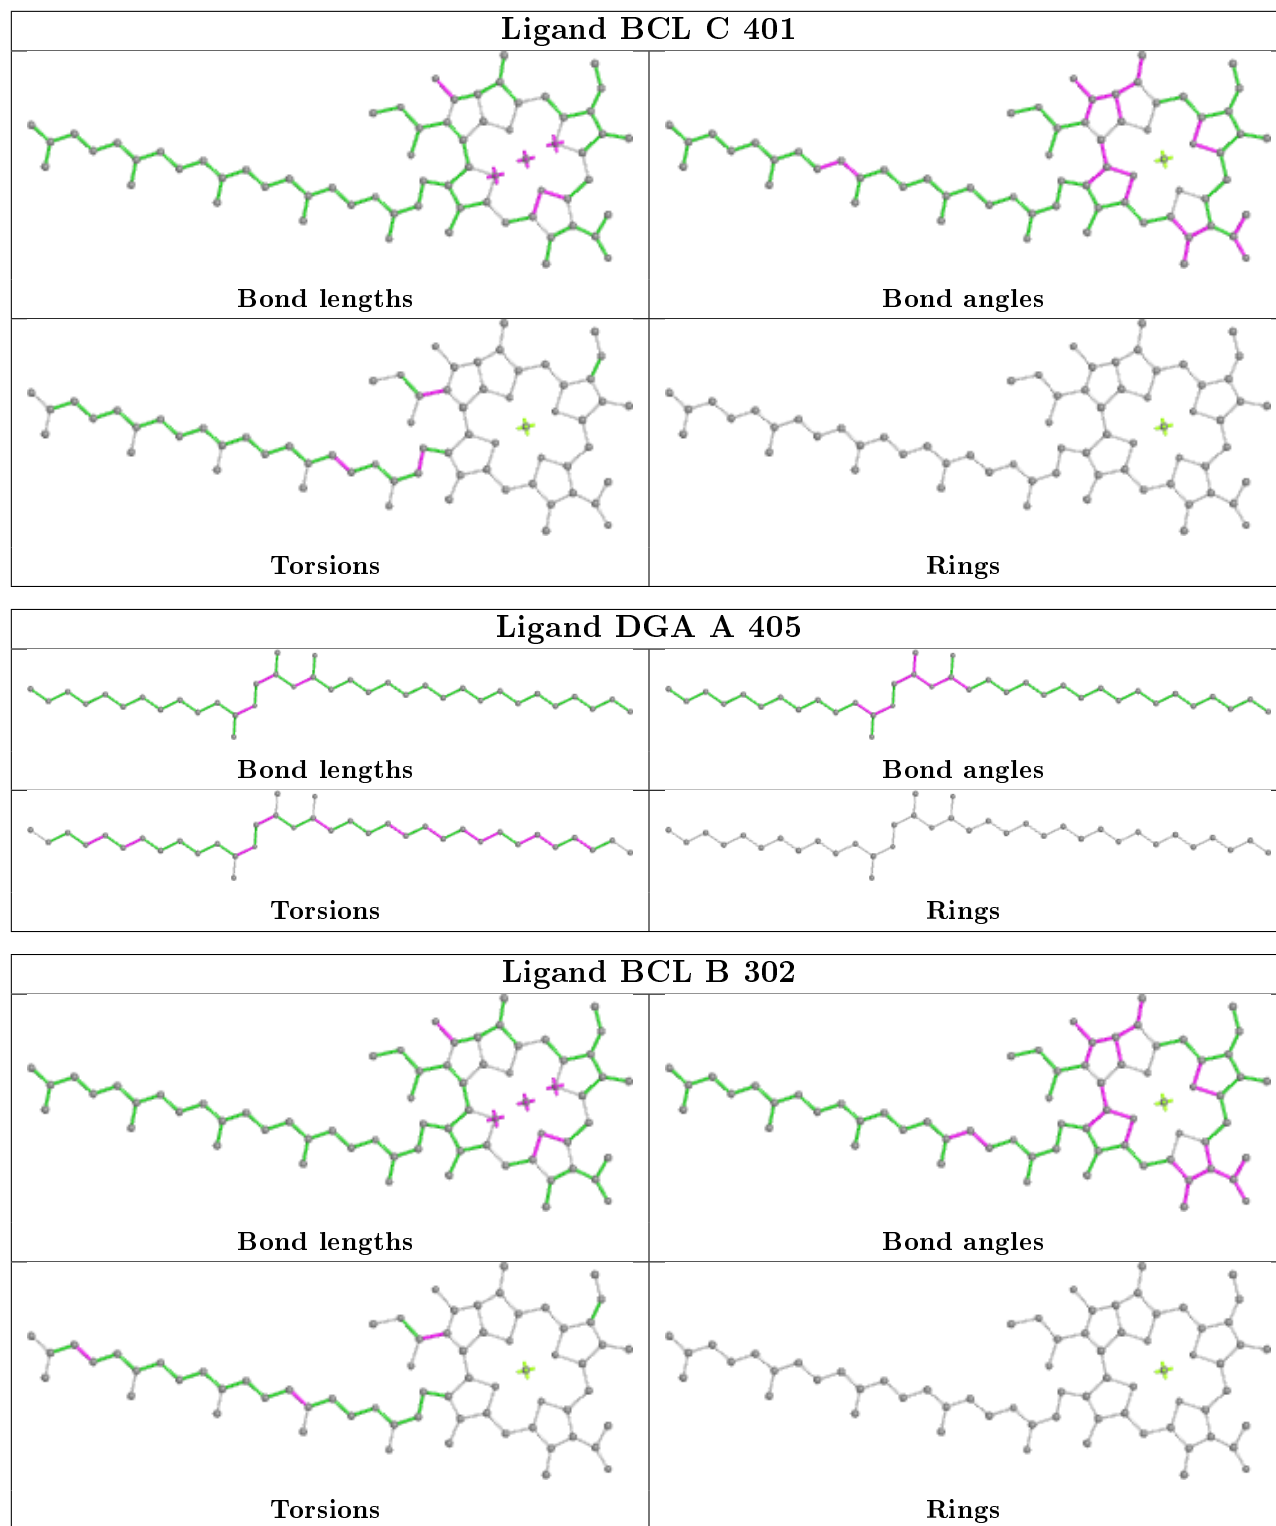 Ligand BCL C 401
Bond lengths
Bond angles
Torsions
Rings
Ligand DGA A 405
Bond lengths
Bond angles
Torsions
Rings
Ligand BCL B 302
Bond lengths
Bond angles
Torsions
Rings